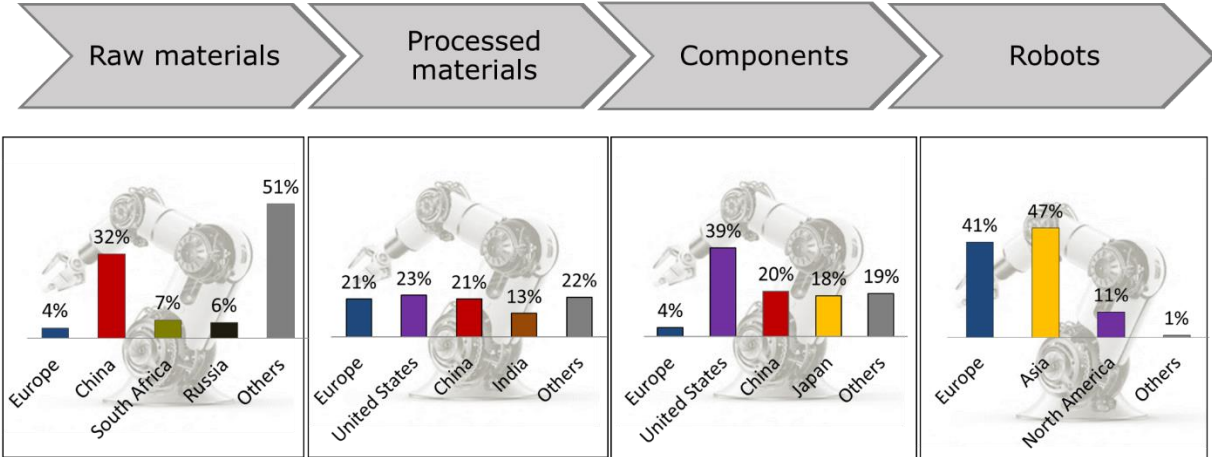 Raw materials
Processed
materials
Components
Robots
4%
32%
7%
6%
51%
Europe
China
South Africa
Russia
Others
21%
23%
21%
13%
22%
Europe
United States
China
India
Others
4%
39%
20%
18%
19%
Europe
United States
China
Japan
Others
41%
47%
11%
1%
Europe
Asia
North America
Others